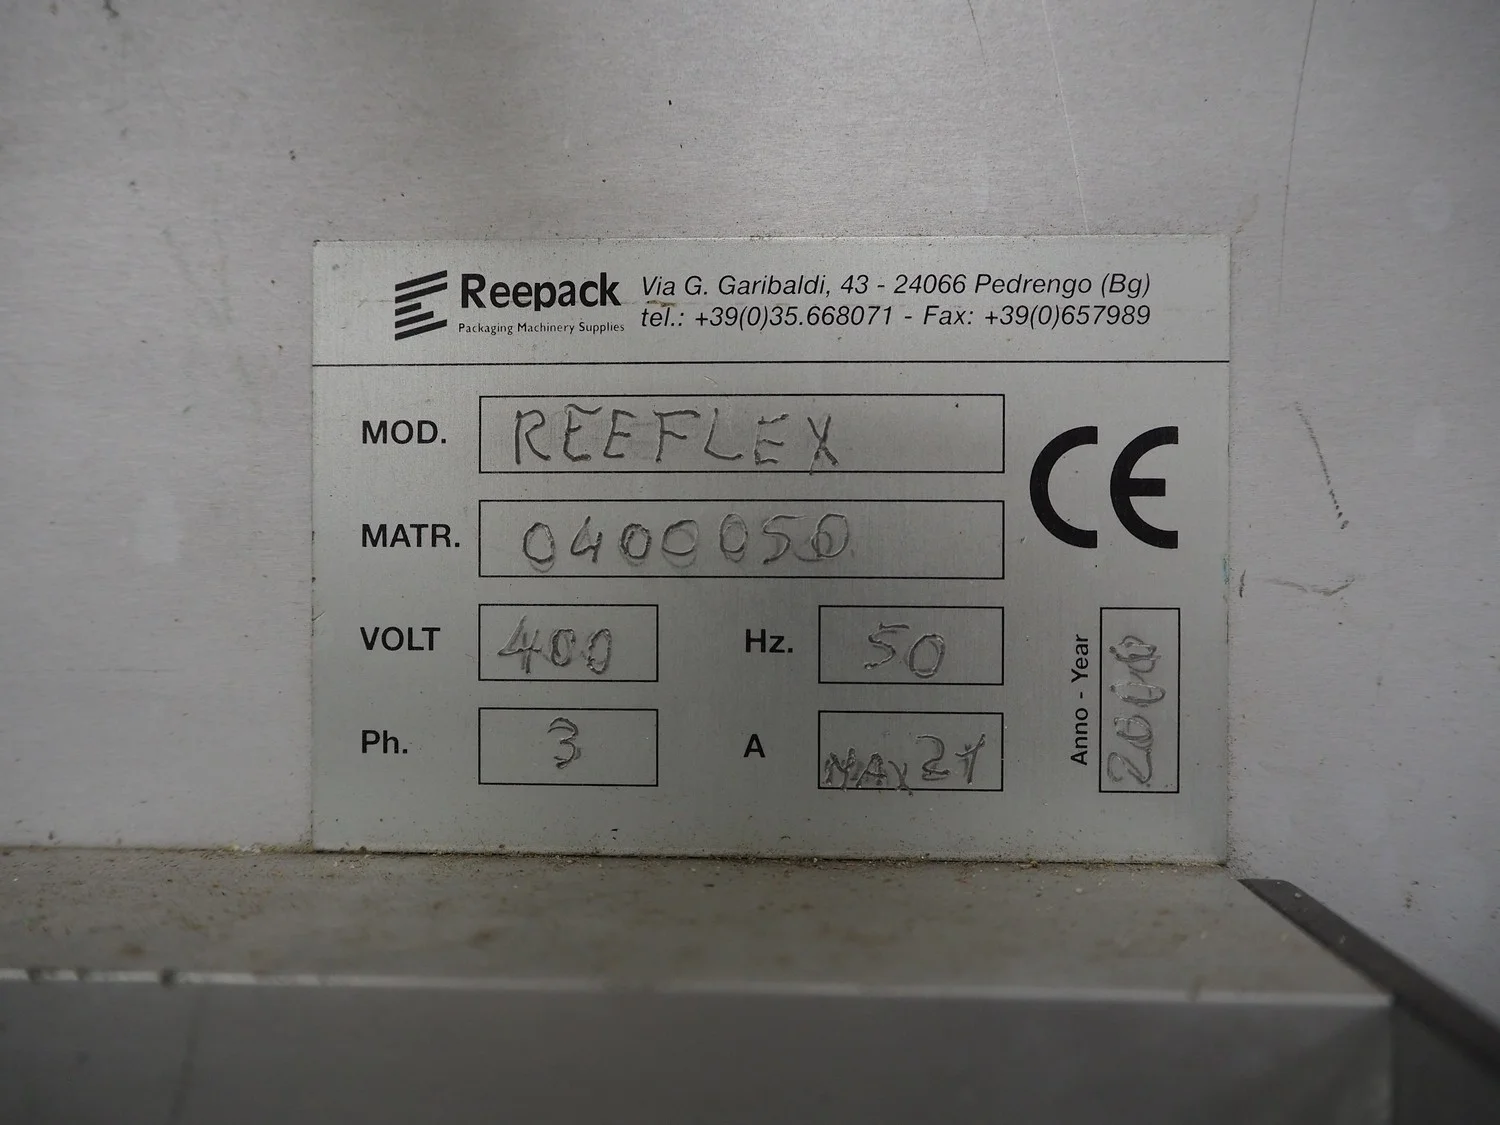 Reepack
Packaging Machinery Supplies
Via G. Garibaldi, 43 - 24066 Pedrengo (Bg)
tel.: +39(0)35.668071 - Fax: +39(0)657989
MOD. REEFLEX
CE
MATR. 0400050
VOLT 400 Hz. 50
Ph. 3 A MAX 21
Anno - Year 2000